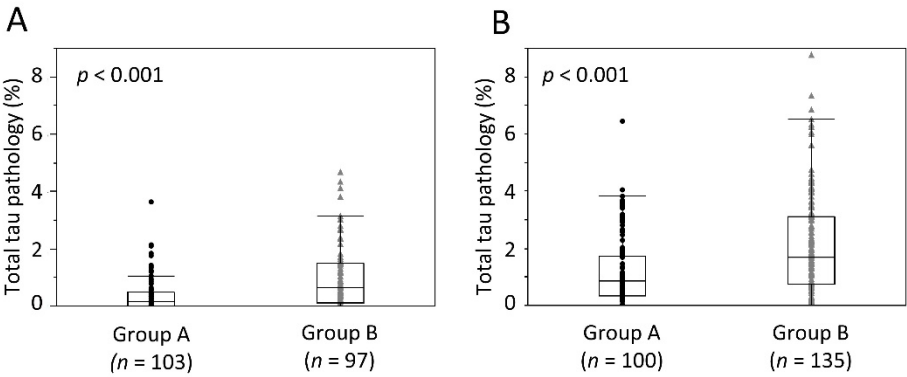 A
Total tau pathology (%)
8
6
4
2
0
p < 0.001
Group A
(n = 103)
Group B
(n = 97)
B
Total tau pathology (%)
8
6
4
2
0
p < 0.001
Group A
(n = 100)
Group B
(n = 135)